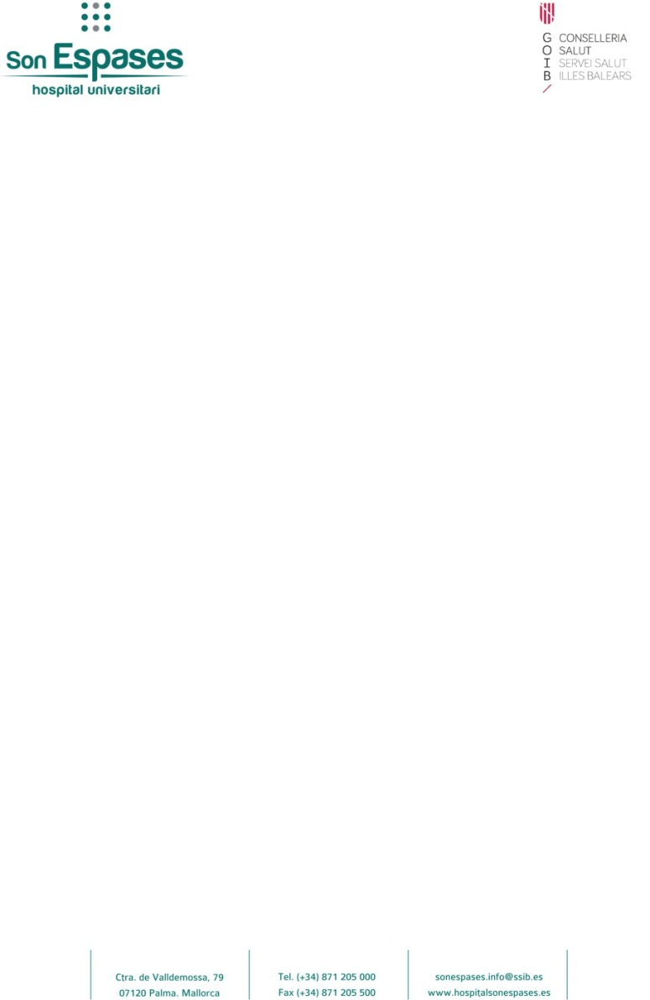 Son Espases
hospital universitari
G CONSELLERIA
O SALUT
I SERVEI SALUT
B ILLES BALEARS
Ctra. de Valldemossa, 79
07120 Palma. Mallorca
Tel. (+34) 871 205 000
Fax (+34) 871 205 500
sonespases.info@ssib.es
www.hospitalsonespases.es